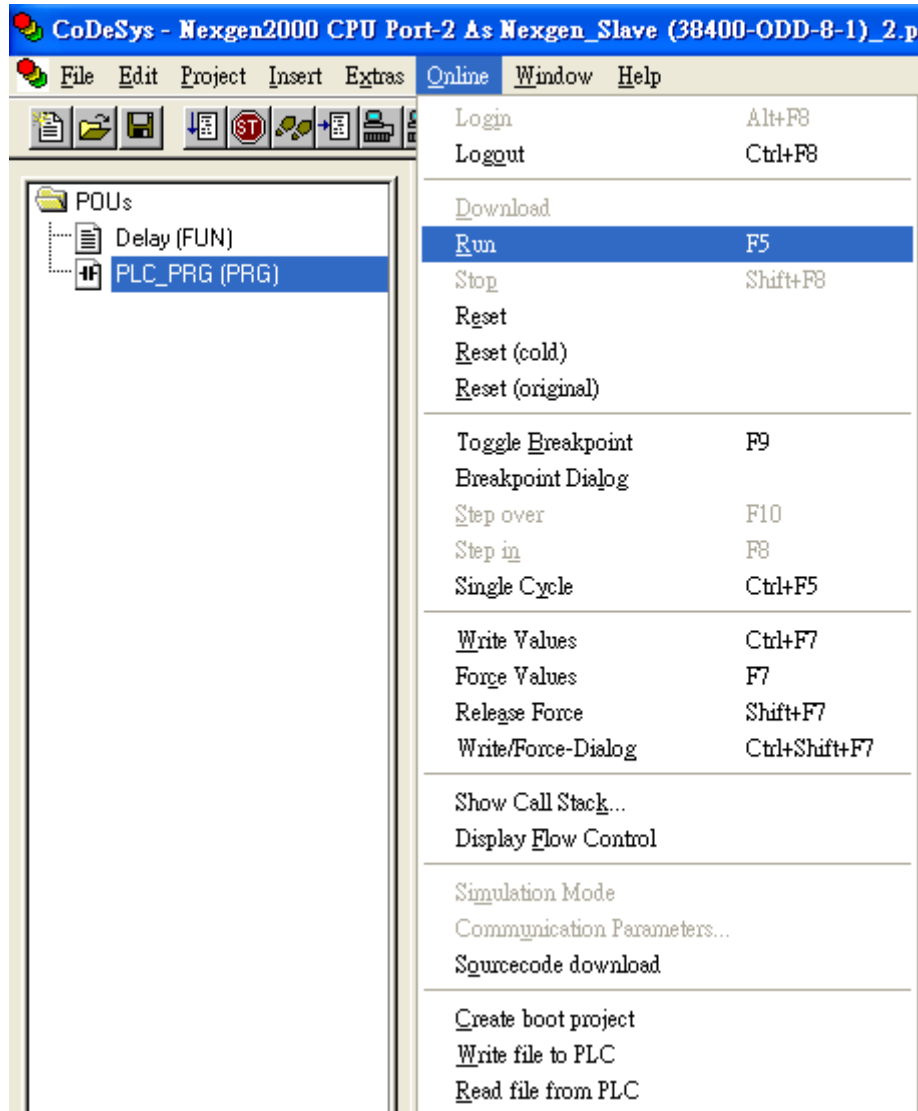 CoDeSys - Nexgen2000 CPU Port-2 As Nexgen_Slave (38400-ODD-8-1)_2.p
File Edit Project Insert Extras Online Window Help
ST
POUs
Delay (FUN)
PLC_PRG (PRG)
Login Alt+F8
Logout Ctrl+F8
Download
Run F5
Stop Shift+F8
Reset
Reset (cold)
Reset (original)
Toggle Breakpoint F9
Breakpoint Dialog
Step over F10
Step in F8
Single Cycle Ctrl+F5
Write Values Ctrl+F7
Force Values F7
Release Force Shift+F7
Write/Force-Dialog Ctrl+Shift+F7
Show Call Stack...
Display Flow Control
Simulation Mode
Communication Parameters...
Sourcecode download
Create boot project
Write file to PLC
Read file from PLC